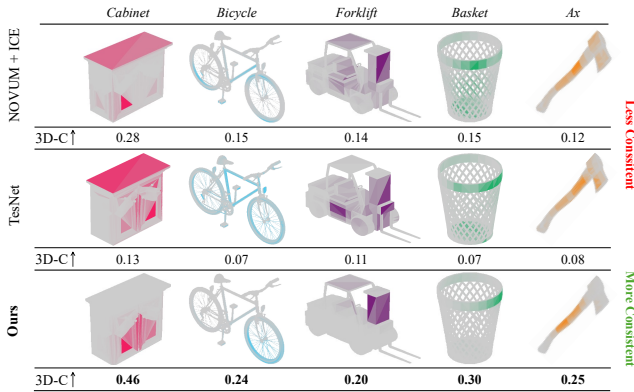 Cabinet Bicycle Forklift Basket Ax
NOVUM + ICE
3D-C↑ 0.28 0.15 0.14 0.15 0.12
TesNet
3D-C↑ 0.13 0.07 0.11 0.07 0.08
Ours
3D-C↑ 0.46 0.24 0.20 0.30 0.25
Less Conssitent
More Consistent